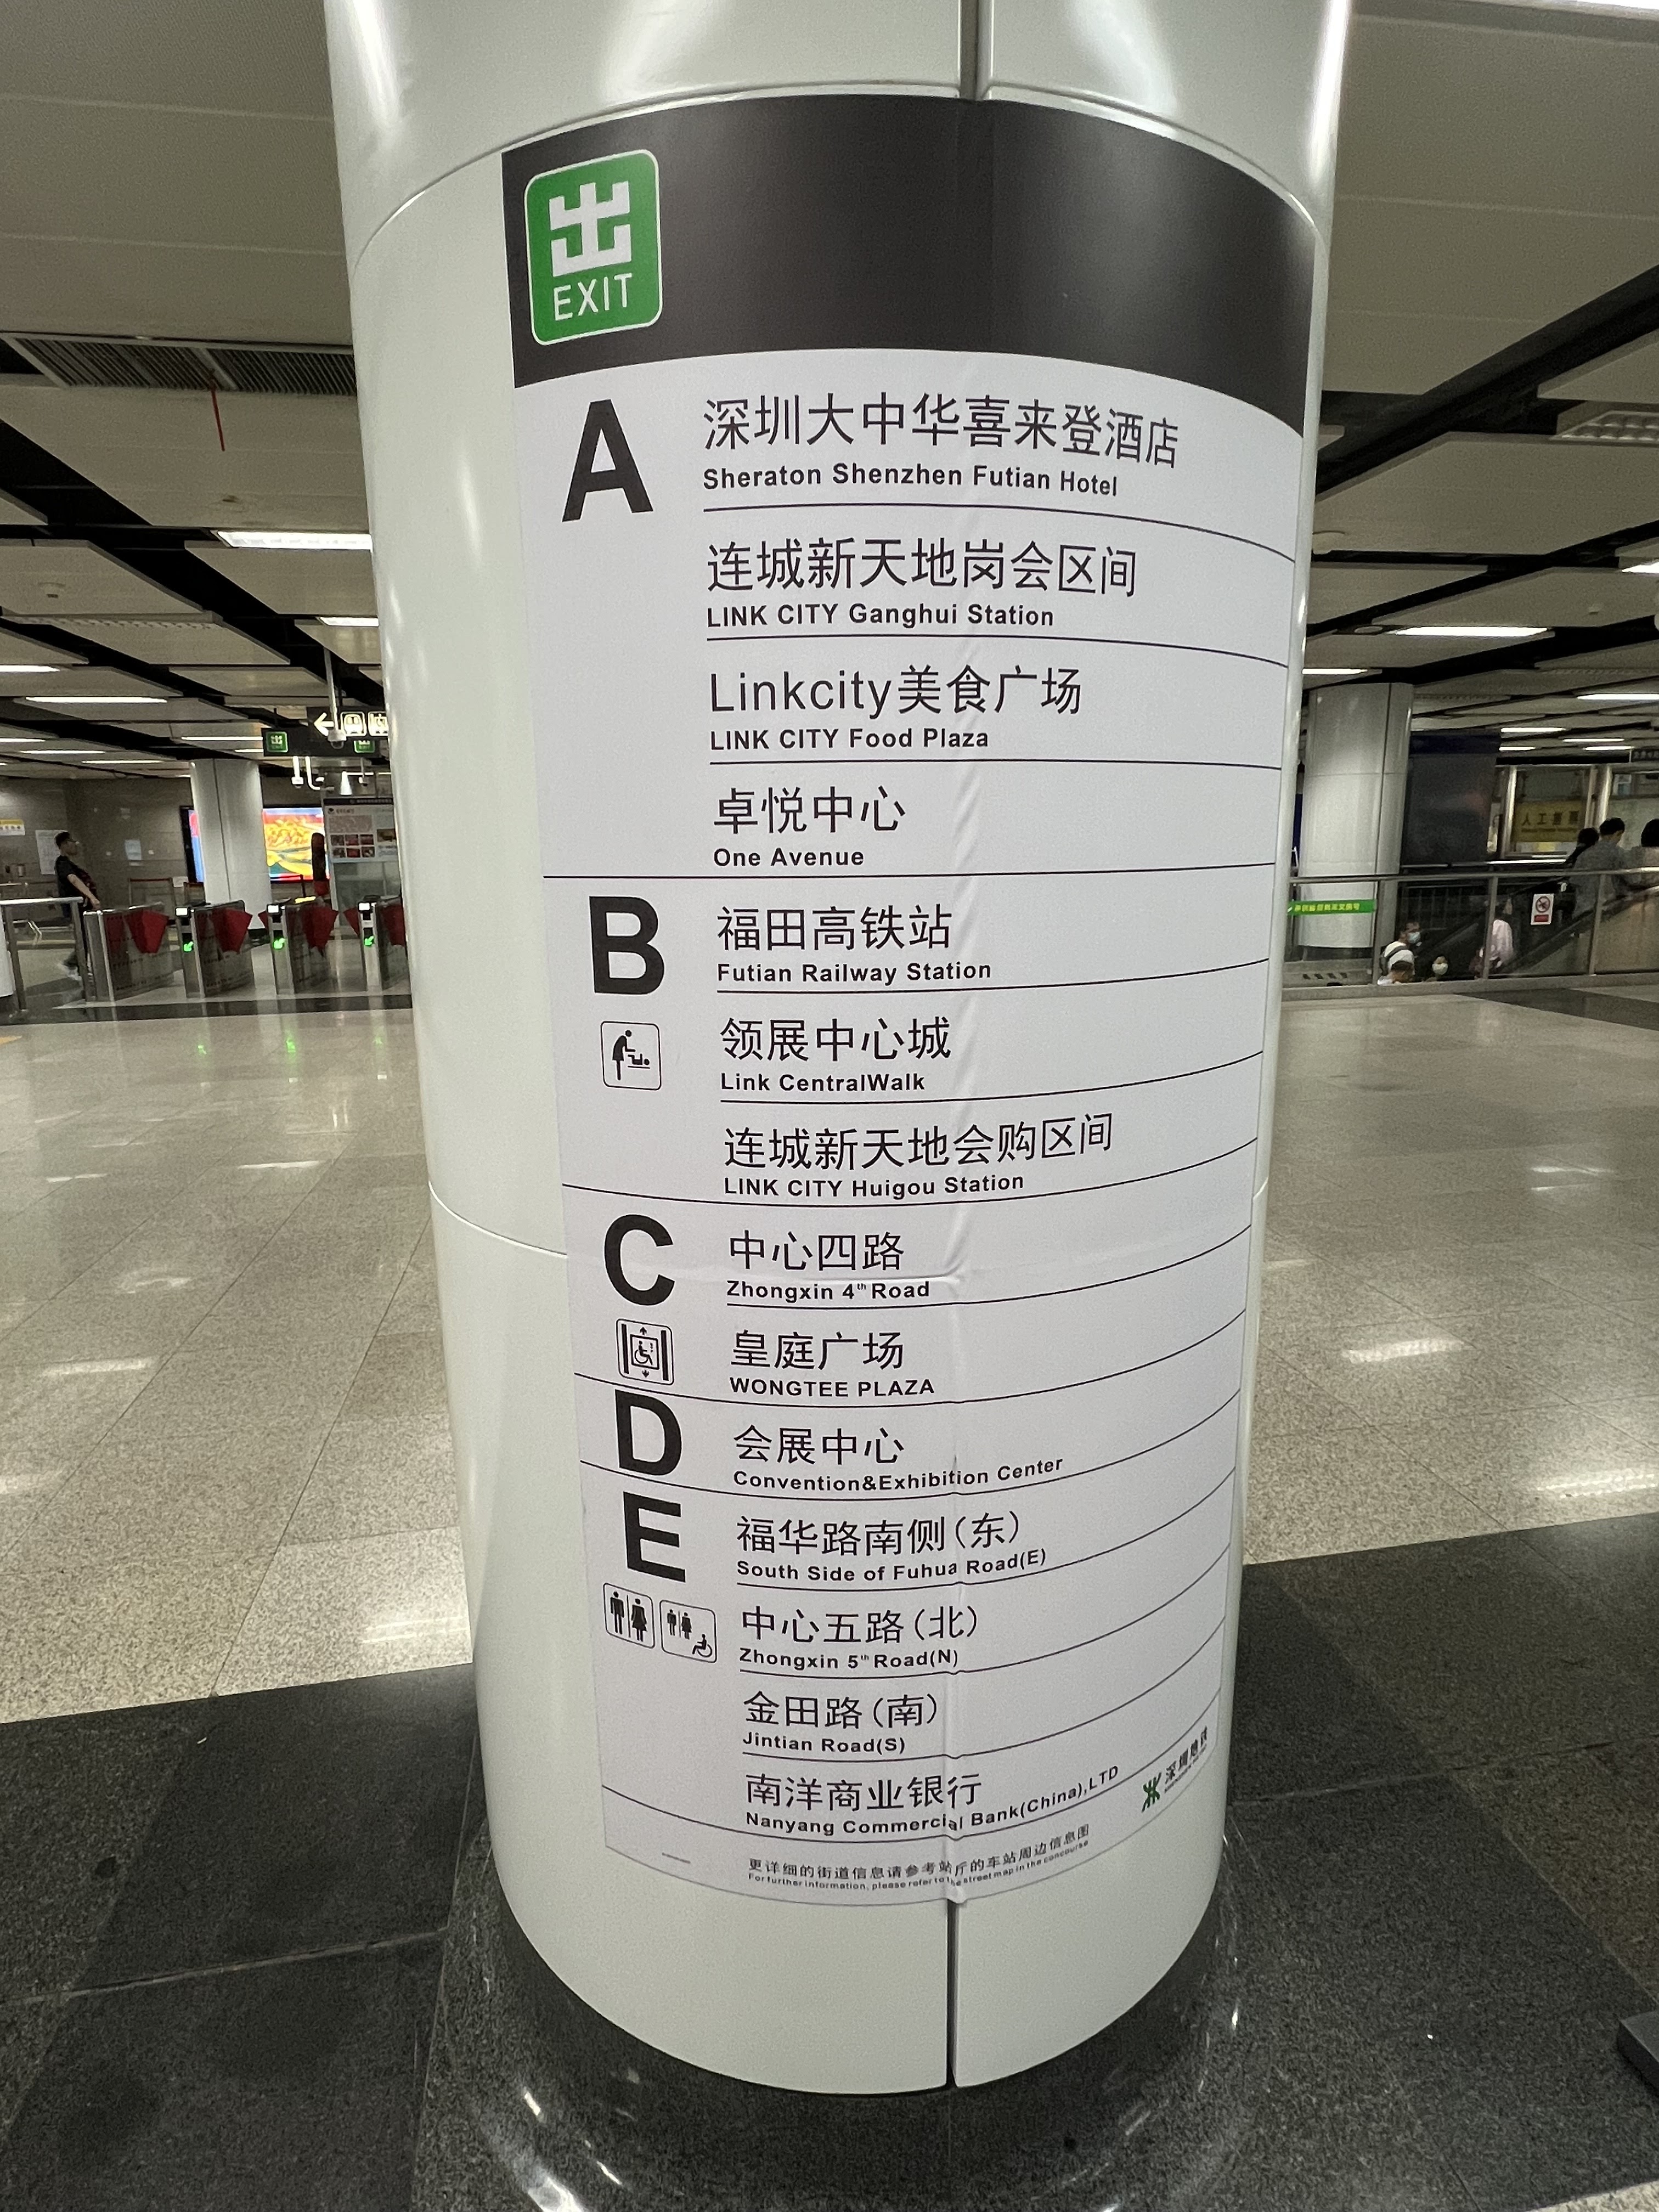 出
EXIT
A
深圳大中华喜来登酒店
Sheraton Shenzhen Futian Hotel
连城新天地岗会区间
LINK CITY Ganghui Station
Linkcity美食广场
LINK CITY Food Plaza
卓悦中心
One Avenue
B
福田高铁站
Futian Railway Station
领展中心城
Link CentralWalk
连城新天地会购区间
LINK CITY Huigou Station
C
中心四路
Zhongxin 4th Road
皇庭广场
WONGTEE PLAZA
D
会展中心
Convention&Exhibition Center
E
福华路南侧(东)
South Side of Fuhua Road(E)
中心五路(北)
Zhongxin 5th Road(N)
金田路(南)
Jintian Road(S)
南洋商业银行
Nanyang Commercial Bank(China),LTD
深圳地铁
更详细的街道信息请参考站厅的车站周边信息图
For further information, please refer to the street map in the concourse